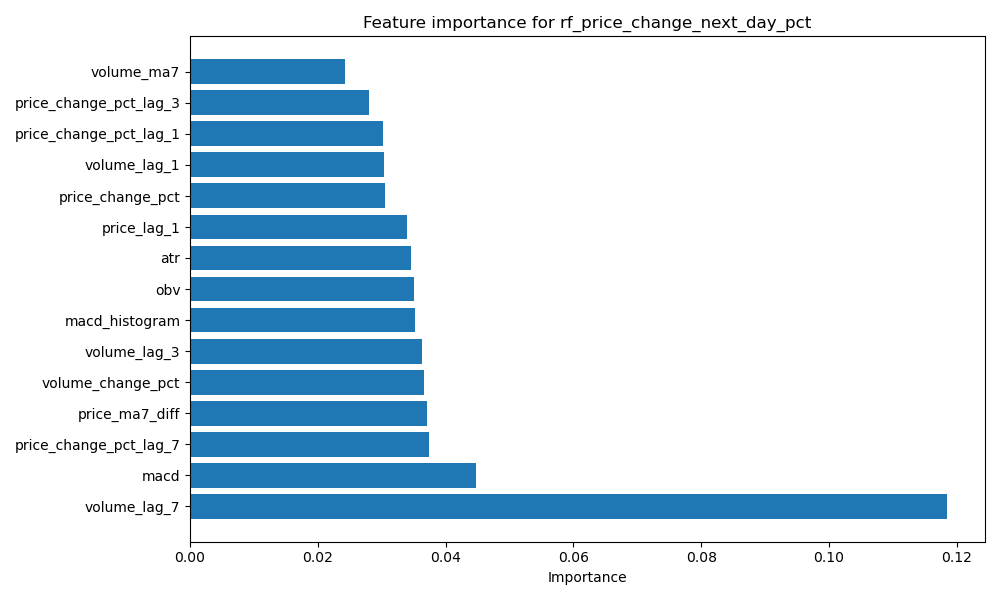 Feature importance for rf_price_change_next_day_pct
volume_ma7
price_change_pct_lag_3
price_change_pct_lag_1
volume_lag_1
price_change_pct
price_lag_1
atr
obv
macd_histogram
volume_lag_3
volume_change_pct
price_ma7_diff
price_change_pct_lag_7
macd
volume_lag_7
0.00 0.02 0.04 0.06 0.08 0.10 0.12
Importance